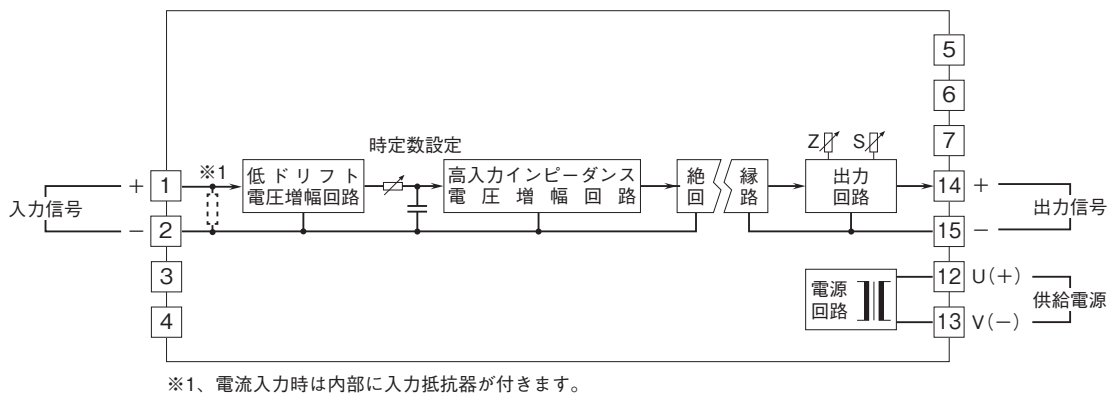 5
6
7
時定数設定
Z S
※1
+ 1
低ドリフト
電圧増幅回路
高入力インピーダンス
電圧増幅回路
絶縁
回路
出力
回路
14 +
入力信号
出力信号
- 2
15 -
3
4
電源
回路
12 U(+)
供給電源
13 V(-)
※1、電流入力時は内部に入力抵抗器が付きます。